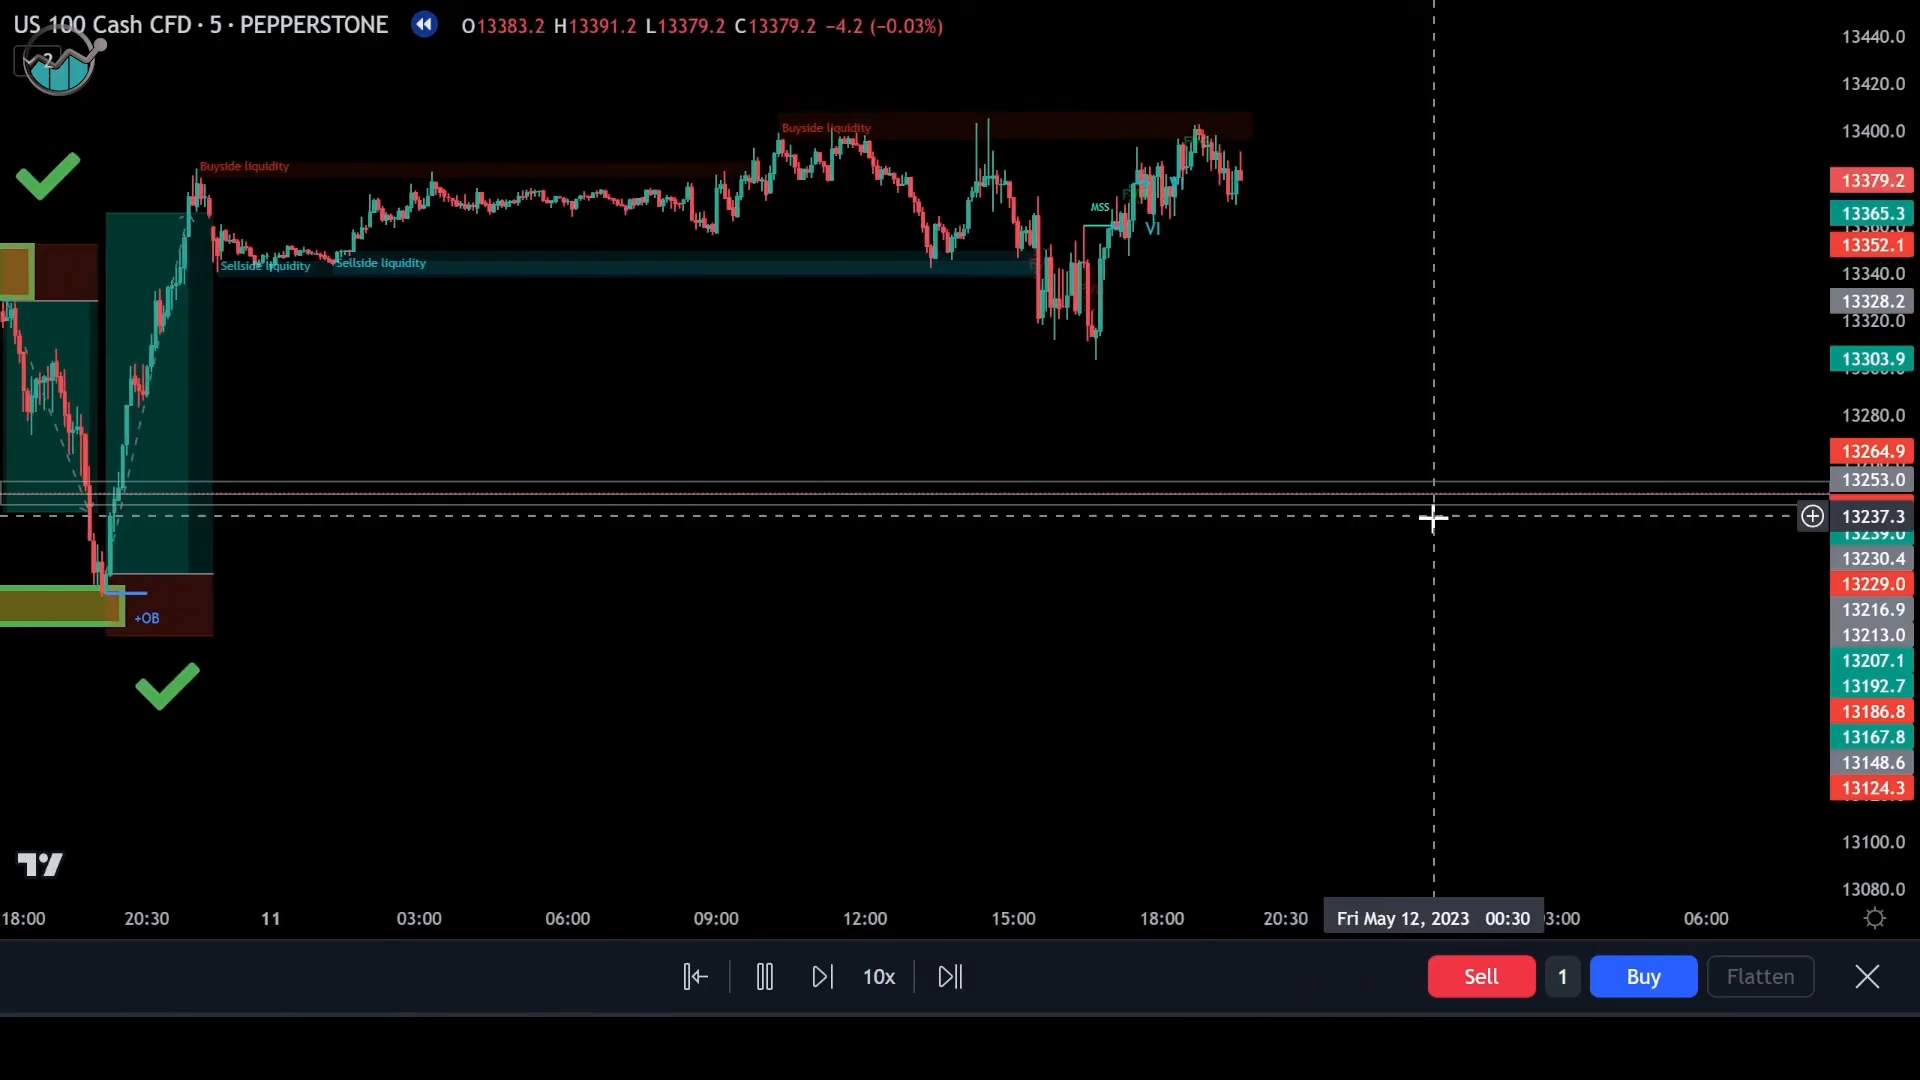 US 100 Cash CFD · 5 · PEPPERSTONE O13383.2 H13391.2 L13379.2 C13379.2 −4.2 (−0.03%)
2
13440.0
13420.0
13400.0
13379.2
13365.3
13352.1
13340.0
13328.2
13320.0
13303.9
13280.0
13264.9
13253.0
13237.3
13239.0
13230.4
13229.0
13216.9
13213.0
13207.1
13192.7
13186.8
13167.8
13148.6
13124.3
13100.0
13080.0
Buyside liquidity
Buyside liquidity
MSS
VI
Sellside liquidity
Sellside liquidity
+OB
18:00 20:30 11 03:00 06:00 09:00 12:00 15:00 18:00 20:30 Fri May 12, 2023 00:30 3:00 06:00
10x Sell 1 Buy Flatten